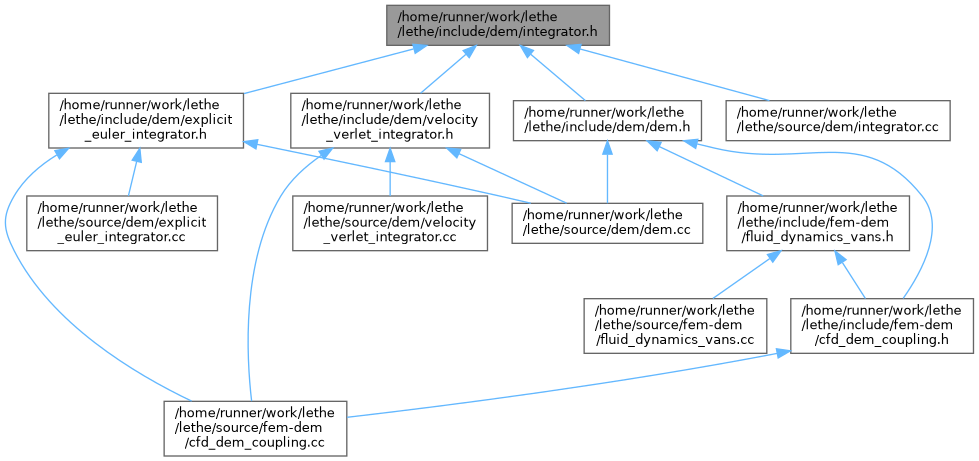 /home/runner/work/lethe
/lethe/include/dem/integrator.h
/home/runner/work/lethe
/lethe/include/dem/explicit
_euler_integrator.h
/home/runner/work/lethe
/lethe/include/dem/velocity
_verlet_integrator.h
/home/runner/work/lethe
/lethe/include/dem/dem.h
/home/runner/work/lethe
/lethe/source/dem/integrator.cc
/home/runner/work/lethe
/lethe/source/dem/explicit
_euler_integrator.cc
/home/runner/work/lethe
/lethe/source/dem/velocity
_verlet_integrator.cc
/home/runner/work/lethe
/lethe/source/dem/dem.cc
/home/runner/work/lethe
/lethe/include/fem-dem
/fluid_dynamics_vans.h
/home/runner/work/lethe
/lethe/source/fem-dem
/fluid_dynamics_vans.cc
/home/runner/work/lethe
/lethe/include/fem-dem
/cfd_dem_coupling.h
/home/runner/work/lethe
/lethe/source/fem-dem
/cfd_dem_coupling.cc